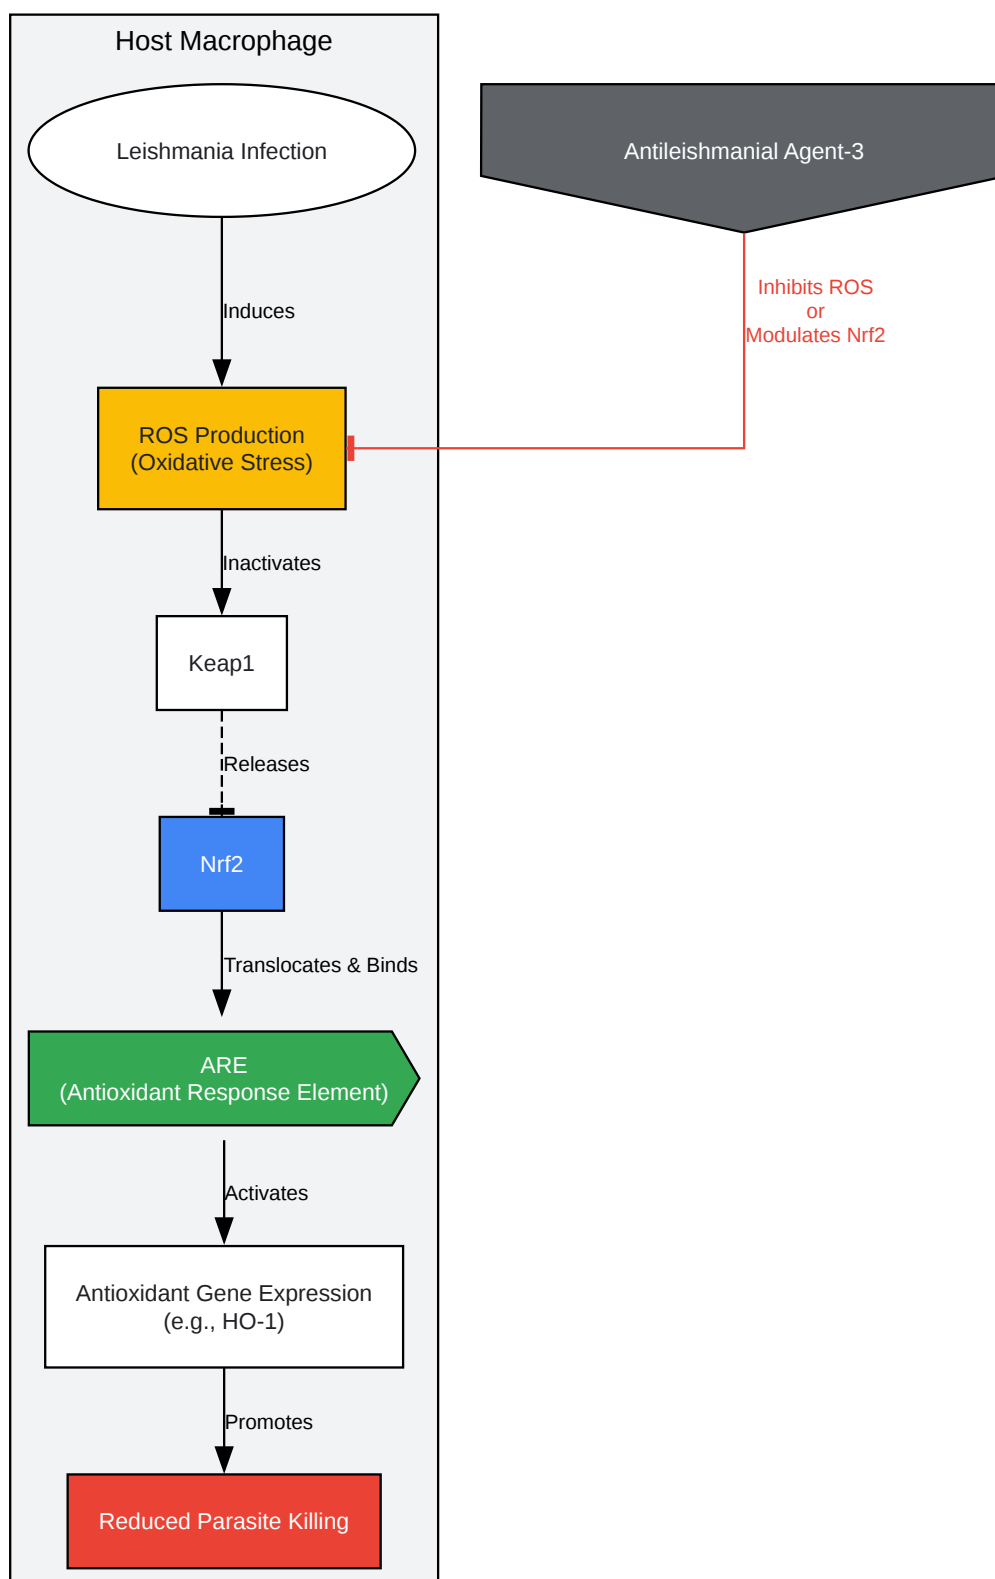 Host Macrophage
Leishmania Infection
Antileishmanial Agent-3
Inhibits ROS
or
Modulates Nrf2
Induces
ROS Production
(Oxidative Stress)
Inactivates
Keap1
Releases
Nrf2
Translocates & Binds
ARE
(Antioxidant Response Element)
Activates
Antioxidant Gene Expression
(e.g., HO-1)
Promotes
Reduced Parasite Killing